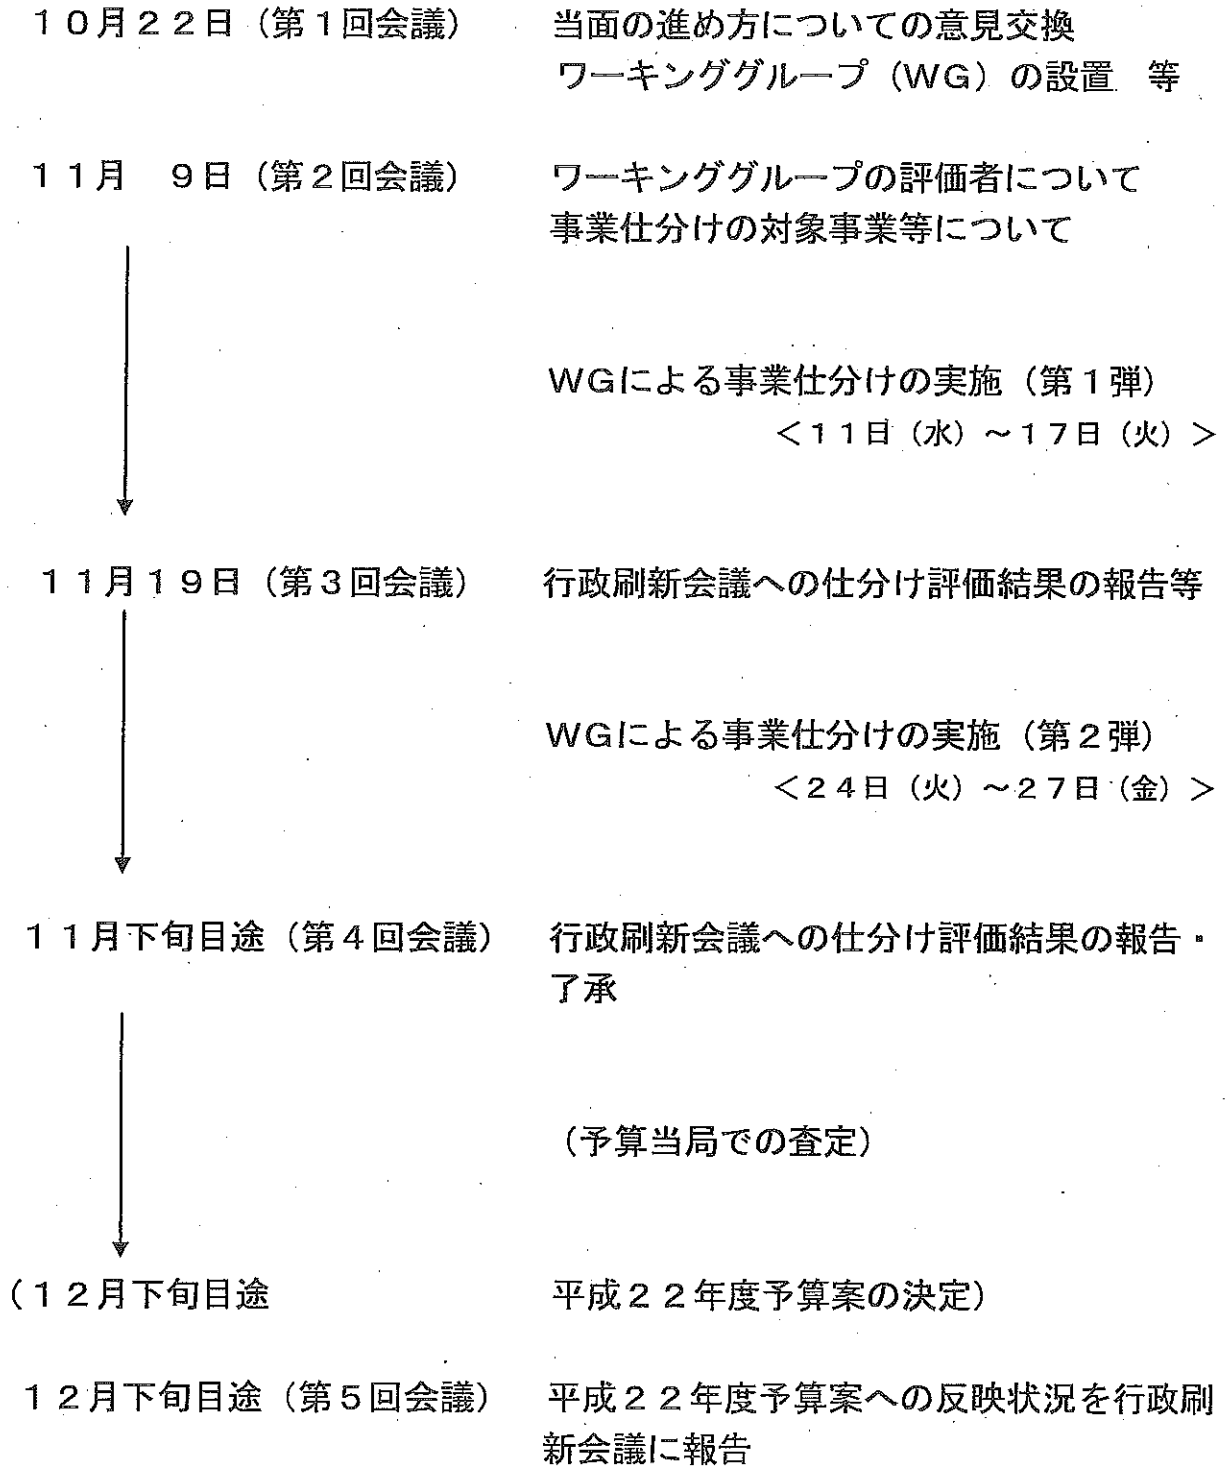 １０月２２日（第１回会議）　当面の進め方についての意見交換
ワーキンググループ（ＷＧ）の設置　等
１１月　９日（第２回会議）　ワーキンググループの評価者について
事業仕分けの対象事業等について
ＷＧによる事業仕分けの実施（第１弾）
＜１１日（水）～１７日（火）＞
１１月１９日（第３回会議）　行政刷新会議への仕分け評価結果の報告等
ＷＧによる事業仕分けの実施（第２弾）
＜２４日（火）～２７日（金）＞
１１月下旬目途（第４回会議）　行政刷新会議への仕分け評価結果の報告・
了承
（予算当局での査定）
（１２月下旬目途　平成２２年度予算案の決定）
１２月下旬目途（第５回会議）　平成２２年度予算案への反映状況を行政刷
新会議に報告